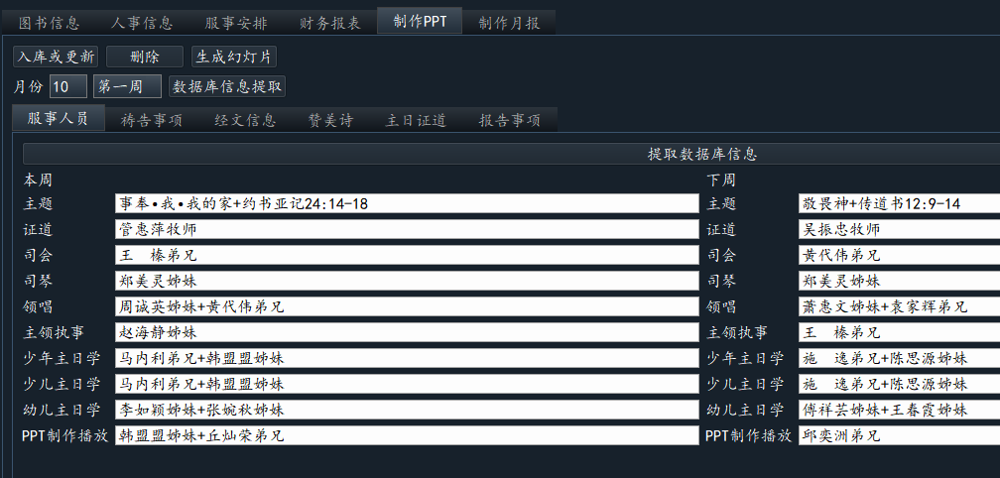 图书信息 人事信息 服事安排 财务报表 制作PPT 制作月报
入库或更新 删除 生成幻灯片
月份 10 第一周 数据库信息提取
服事人员 祷告事项 经文信息 赞美诗 主日证道 报告事项
提取数据库信息
本周 下周
主题 事奉•我•我的家+约书亚记24:14-18 主题 敬畏神+传道书12:9-14
证道 管惠萍牧师 证道 吴振忠牧师
司会 王 榛弟兄 司会 黄代伟弟兄
司琴 郑美灵姊妹 司琴 郑美灵姊妹
领唱 周诚英姊妹+黄代伟弟兄 领唱 萧惠文姊妹+袁家辉弟兄
主领执事 赵海静姊妹 主领执事 王 榛弟兄
少年主日学 马内利弟兄+韩盟盟姊妹 少年主日学 施 逸弟兄+陈思源姊妹
少儿主日学 马内利弟兄+韩盟盟姊妹 少儿主日学 施 逸弟兄+陈思源姊妹
幼儿主日学 李如颖姊妹+张婉秋姊妹 幼儿主日学 傅祥芸姊妹+王春霞姊妹
PPT制作播放 韩盟盟姊妹+丘灿荣弟兄 PPT制作播放 邱奕洲弟兄